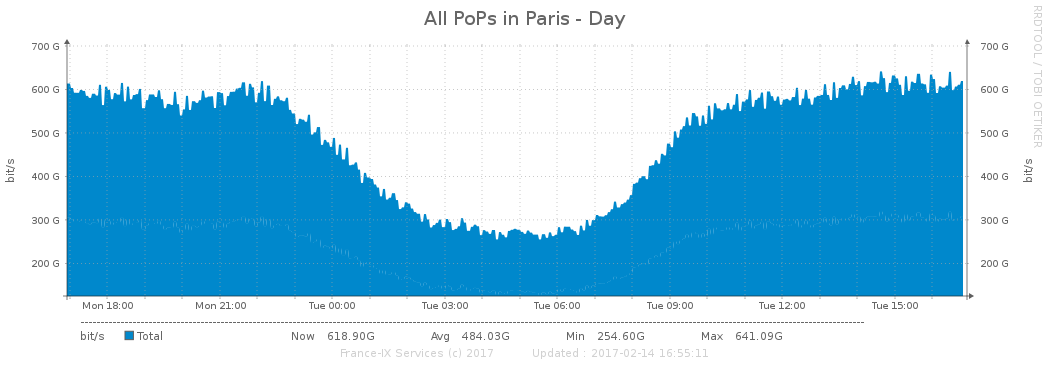 All PoPs in Paris - Day
RRDTOOL / TOBI OETIKER
700 G 700 G
600 G 600 G
500 G 500 G
bit/s 400 G 400 G bit/s
300 G 300 G
200 G 200 G
Mon 18:00 Mon 21:00 Tue 00:00 Tue 03:00 Tue 06:00 Tue 09:00 Tue 12:00 Tue 15:00
bit/s Total Now 618.90G Avg 484.03G Min 254.60G Max 641.09G
France-IX Services (c) 2017 Updated : 2017-02-14 16:55:11